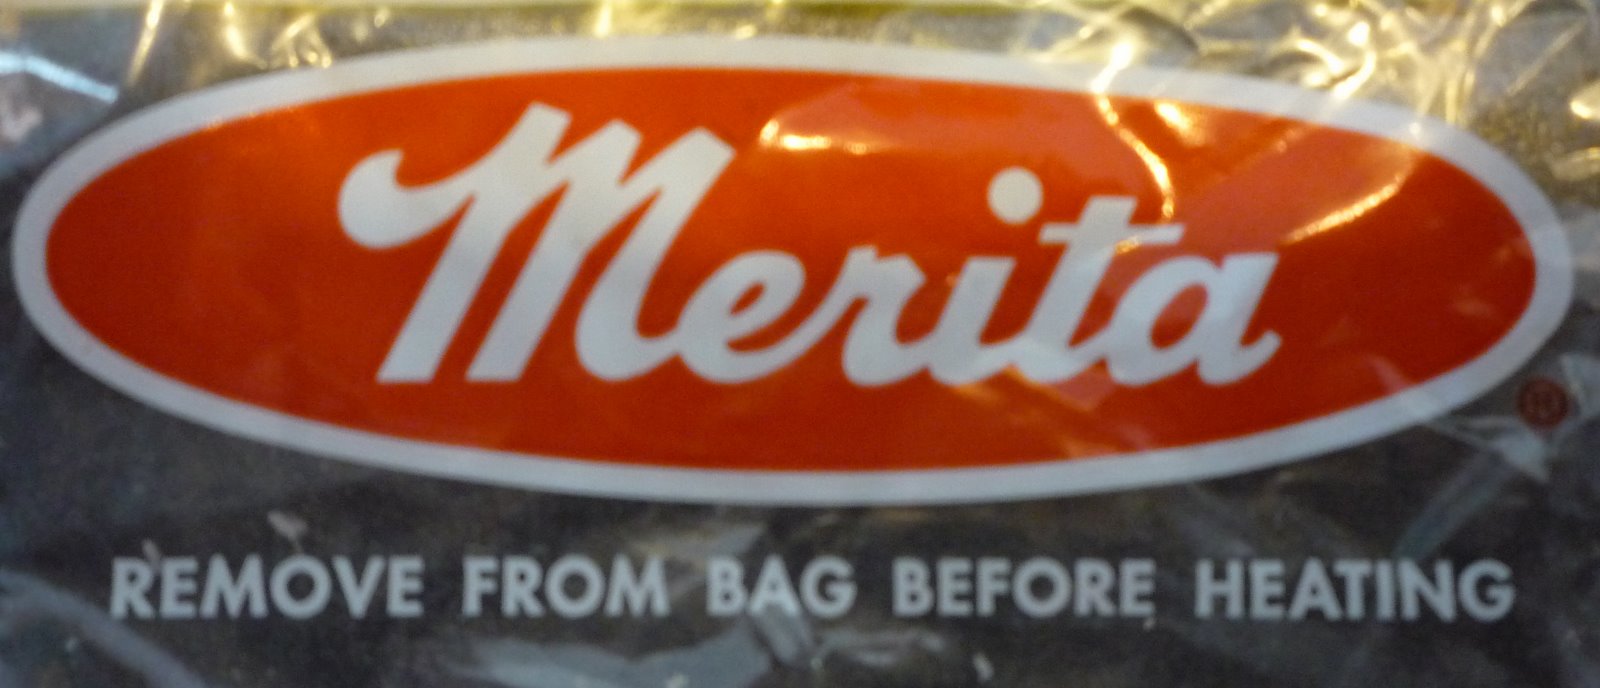 Merita
®
REMOVE FROM BAG BEFORE HEATING